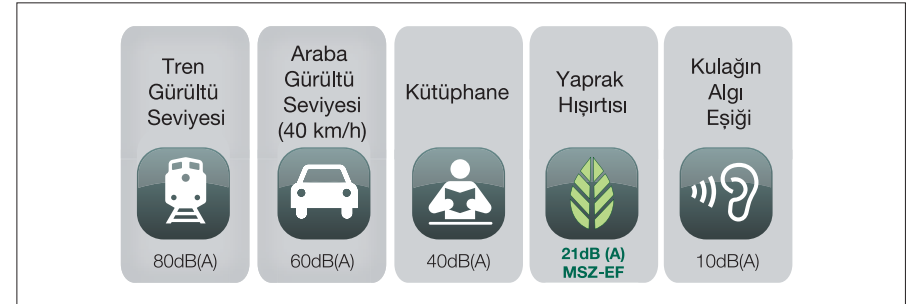 Tren
Gürültü
Seviyesi
80dB(A)
Araba
Gürültü
Seviyesi
(40 km/h)
60dB(A)
Kütüphane
40dB(A)
Yaprak
Hışırtısı
21dB (A)
MSZ-EF
Kulağın
Algı
Eşiği
10dB(A)